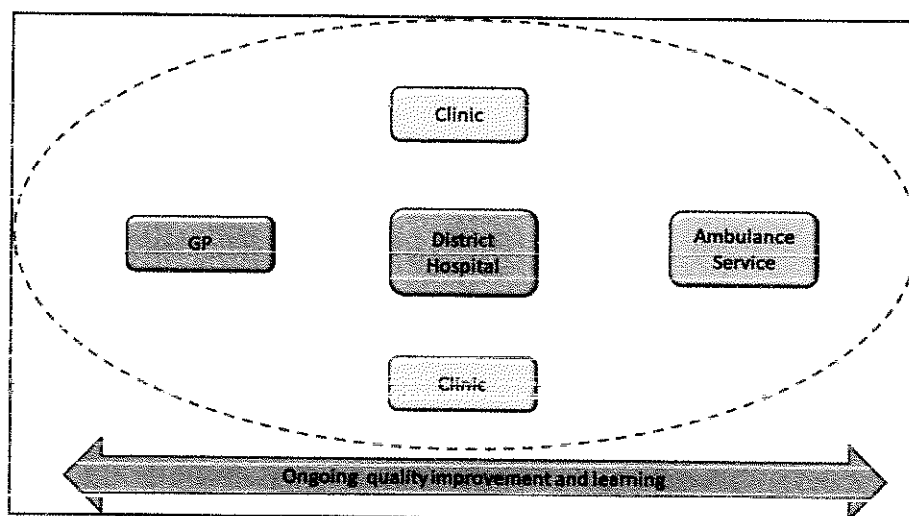 Clinic
GP
District
Hospital
Ambulance
Service
Clinic
Ongoing quality improvement and learning